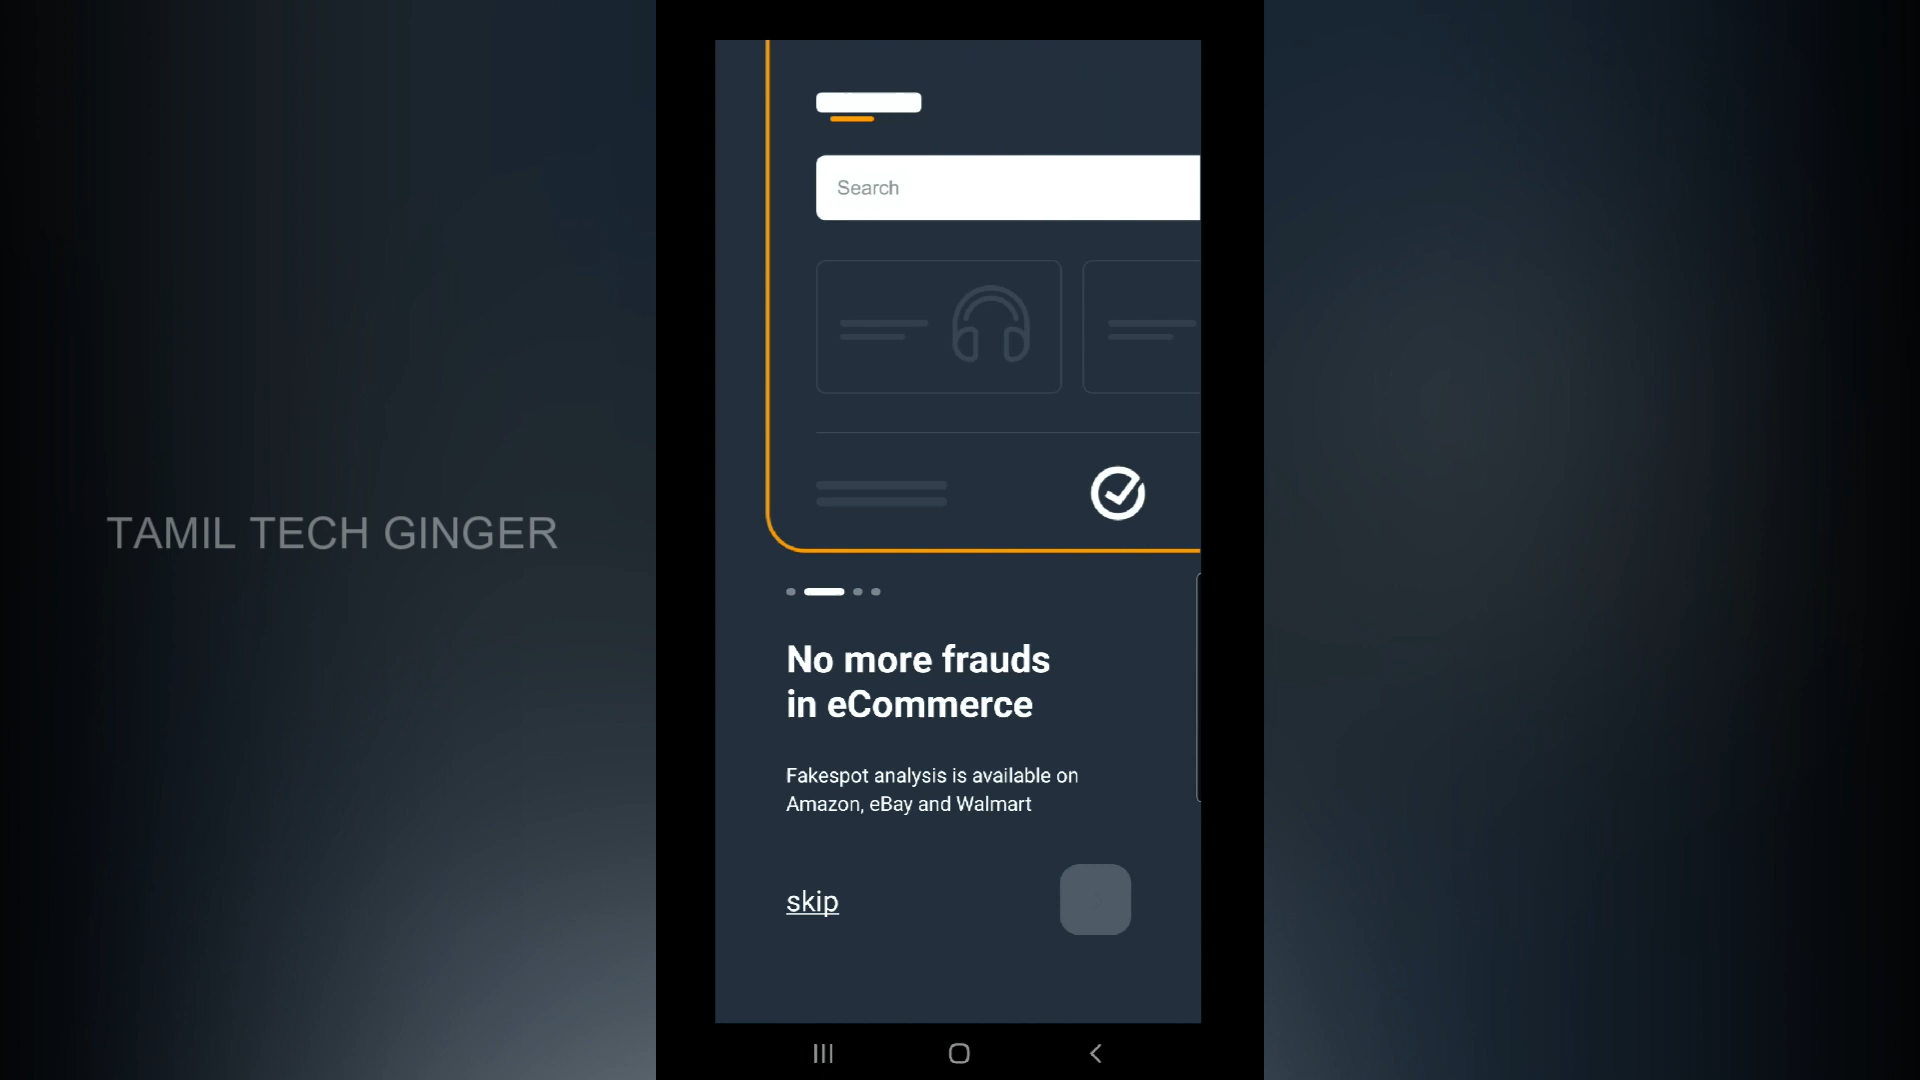 TAMIL TECH GINGER
Search
No more frauds
in eCommerce
Fakespot analysis is available on
Amazon, eBay and Walmart
skip